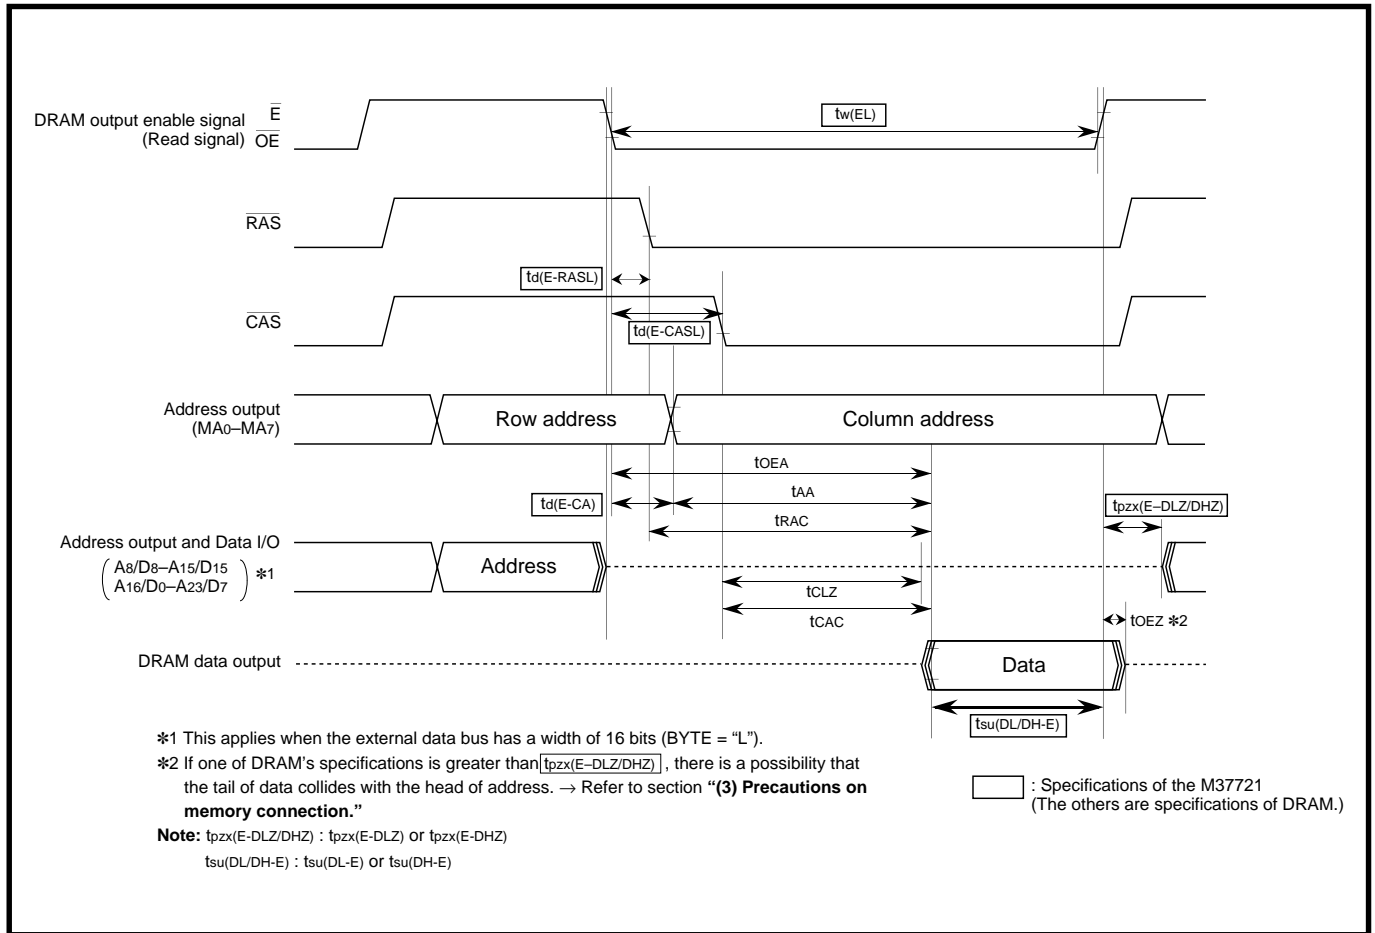 DRAM output enable signal
(Read signal)
E
OE
tw(EL)
RAS
td(E-RASL)
CAS
td(E-CASL)
Address output
(MA0–MA7)
Row address
Column address
tOEA
td(E-CA)
tAA
tpzx(E–DLZ/DHZ)
tRAC
Address output and Data I/O
A8/D8–A15/D15
A16/D0–A23/D7
✻1
Address
tCLZ
tCAC
tOEZ ✻2
DRAM data output
Data
tsu(DL/DH-E)
✻1 This applies when the external data bus has a width of 16 bits (BYTE = “L”).
✻2 If one of DRAM’s specifications is greater than tpzx(E–DLZ/DHZ) , there is a possibility that
the tail of data collides with the head of address. → Refer to section “(3) Precautions on
memory connection.”
Note: tpzx(E-DLZ/DHZ) : tpzx(E-DLZ) or tpzx(E-DHZ)
tsu(DL/DH-E) : tsu(DL-E) or tsu(DH-E)
: Specifications of the M37721
(The others are specifications of DRAM.)